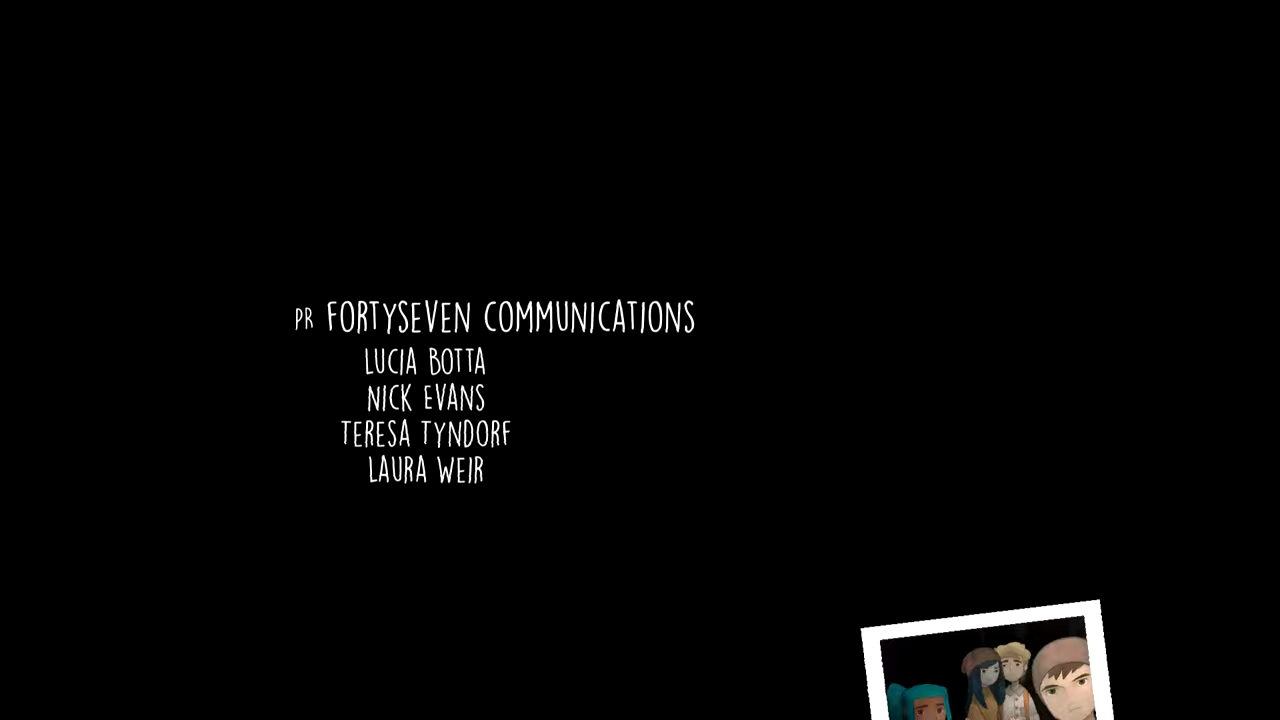 PR FORTYSEVEN COMMUNICATIONS
LUCIA BOTTA
NICK EVANS
TERESA TYNDORF
LAURA WEIR